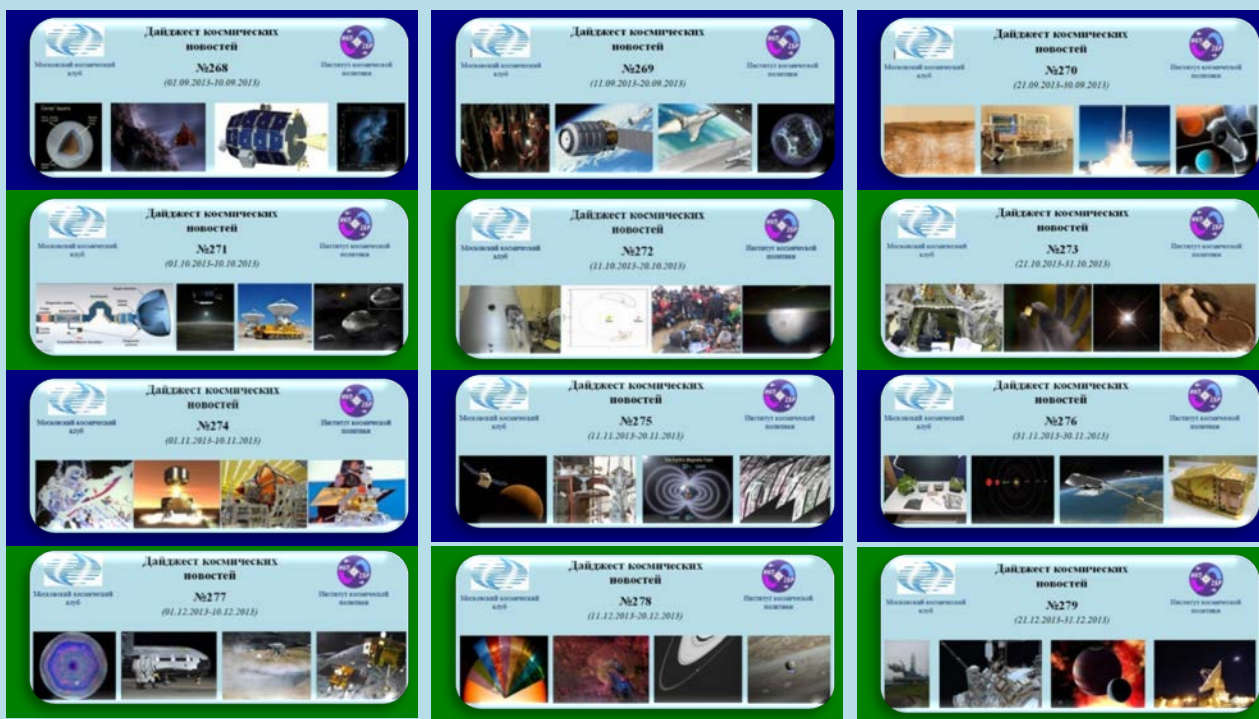 Дайджест космических
новостей
Московский космический
клуб
№268
(01.09.2013-10.09.2013)
Институт космической
политики
Дайджест космических
новостей
Московский космический
клуб
№269
(11.09.2013-20.09.2013)
Институт космической
политики
Дайджест космических
новостей
Московский космический
клуб
№270
(21.09.2013-30.09.2013)
Институт космической
политики
Дайджест космических
новостей
Московский космический
клуб
№271
(01.10.2013-10.10.2013)
Институт космической
политики
Дайджест космических
новостей
Московский космический
клуб
№272
(11.10.2013-20.10.2013)
Институт космической
политики
Дайджест космических
новостей
Московский космический
клуб
№273
(21.10.2013-31.10.2013)
Институт космической
политики
Дайджест космических
новостей
Московский космический
клуб
№274
(01.11.2013-10.11.2013)
Институт космической
политики
Дайджест космических
новостей
Московский космический
клуб
№275
(11.11.2013-20.11.2013)
Институт космической
политики
Дайджест космических
новостей
Московский космический
клуб
№276
(31.11.2013-30.11.2013)
Институт космической
политики
Дайджест космических
новостей
Московский космический
клуб
№277
(01.12.2013-10.12.2013)
Институт космической
политики
Дайджест космических
новостей
Московский космический
клуб
№278
(11.12.2013-20.12.2013)
Институт космической
политики
Дайджест космических
новостей
Московский космический
клуб
№279
(21.12.2013-31.12.2013)
Институт космической
политики